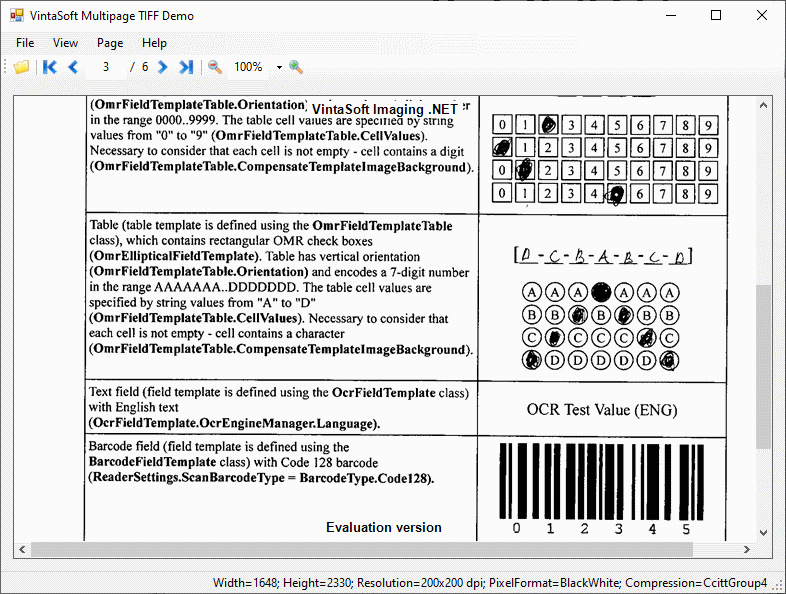 VintaSoft Multipage TIFF Demo
File View Page Help
3 / 6 100%
(OmrFieldTemplateTable.Orientation)
VintaSoft Imaging .NET
in the range 0000..9999. The table cell values are specified by string
values from "0" to "9" (OmrFieldTemplateTable.CellValues).
Necessary to consider that each cell is not empty - cell contains a digit
(OmrFieldTemplateTable.CompensateTemplateImageBackground).
0 1 3 4 5 6 7 8 9
1 2 3 4 5 6 7 8 9
0 2 3 4 5 6 7 8 9
0 1 2 3 4 6 7 8 9
Table (table template is defined using the OmrFieldTemplateTable
class), which contains rectangular OMR check boxes
(OmrEllipticalFieldTemplate). Table has vertical orientation
(OmrFieldTemplateTable.Orientation) and encodes a 7-digit number
in the range AAAAAAA..DDDDDDD. The table cell values are
specified by string values from "A" to "D"
(OmrFieldTemplateTable.CellValues). Necessary to consider that
each cell is not empty - cell contains a character
(OmrFieldTemplateTable.CompensateTemplateImageBackground).
[D-C-B-A-B-C-D]
A A A A A A
B B B B B
C C C C C
D D D D D
Text field (field template is defined using the OcrFieldTemplate class)
with English text
(OcrFieldTemplate.OcrEngineManager.Language).
OCR Test Value (ENG)
Barcode field (field template is defined using the
BarcodeFieldTemplate class) with Code 128 barcode
(ReaderSettings.ScanBarcodeType = BarcodeType.Code128).
0 1 2 3 4 5
Evaluation version
Width=1648; Height=2330; Resolution=200x200 dpi; PixelFormat=BlackWhite; Compression=CcittGroup4